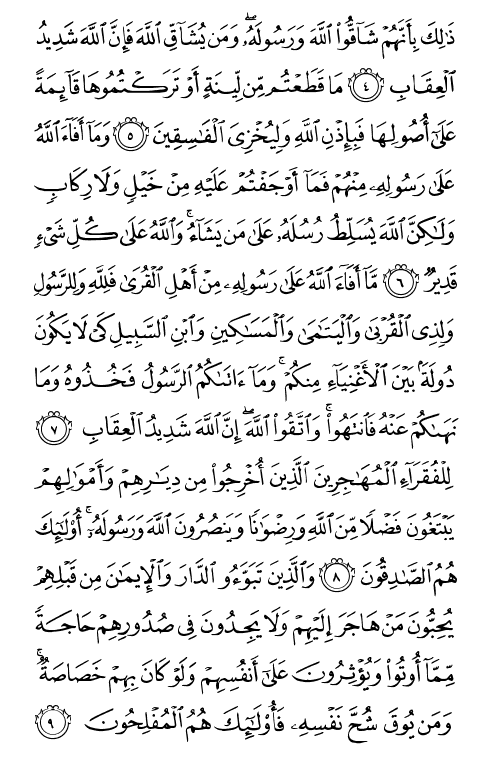 ذَٰلِكَ بِأَنَّهُمْ شَآقُّوا۟ ٱللَّهَ وَرَسُولَهُۥ ۖ وَمَن يُشَآقِّ ٱللَّهَ فَإِنَّ ٱللَّهَ شَدِيدُ
ٱلْعِقَابِ ﴿٤﴾ مَا قَطَعْتُم مِّن لِّينَةٍ أَوْ تَرَكْتُمُوهَا قَآئِمَةً
عَلَىٰٓ أُصُولِهَا فَبِإِذْنِ ٱللَّهِ وَلِيُخْزِىَ ٱلْفَٰسِقِينَ ﴿٥﴾ وَمَآ أَفَآءَ ٱللَّهُ
عَلَىٰ رَسُولِهِۦ مِنْهُمْ فَمَآ أَوْجَفْتُمْ عَلَيْهِ مِنْ خَيْلٍ وَلَا رِكَابٍ
وَلَٰكِنَّ ٱللَّهَ يُسَلِّطُ رُسُلَهُۥ عَلَىٰ مَن يَشَآءُ ۚ وَٱللَّهُ عَلَىٰ كُلِّ شَىْءٍ
قَدِيرٌ ﴿٦﴾ مَّآ أَفَآءَ ٱللَّهُ عَلَىٰ رَسُولِهِۦ مِنْ أَهْلِ ٱلْقُرَىٰ فَلِلَّهِ وَلِلرَّسُولِ
وَلِذِى ٱلْقُرْبَىٰ وَٱلْيَتَٰمَىٰ وَٱلْمَسَٰكِينِ وَٱبْنِ ٱلسَّبِيلِ كَىْ لَا يَكُونَ
دُولَةًۢ بَيْنَ ٱلْأَغْنِيَآءِ مِنكُمْ ۚ وَمَآ ءَاتَىٰكُمُ ٱلرَّسُولُ فَخُذُوهُ وَمَا
نَهَىٰكُمْ عَنْهُ فَٱنتَهُوا۟ ۚ وَٱتَّقُوا۟ ٱللَّهَ ۖ إِنَّ ٱللَّهَ شَدِيدُ ٱلْعِقَابِ ﴿٧﴾
لِلْفُقَرَآءِ ٱلْمُهَٰجِرِينَ ٱلَّذِينَ أُخْرِجُوا۟ مِن دِيَٰرِهِمْ وَأَمْوَٰلِهِمْ
يَبْتَغُونَ فَضْلًا مِّنَ ٱللَّهِ وَرِضْوَٰنًا وَيَنصُرُونَ ٱللَّهَ وَرَسُولَهُۥٓ ۚ أُو۟لَٰٓئِكَ
هُمُ ٱلصَّٰدِقُونَ ﴿٨﴾ وَٱلَّذِينَ تَبَوَّءُو ٱلدَّارَ وَٱلْإِيمَٰنَ مِن قَبْلِهِمْ
يُحِبُّونَ مَنْ هَاجَرَ إِلَيْهِمْ وَلَا يَجِدُونَ فِى صُدُورِهِمْ حَاجَةً
مِّمَّآ أُوتُوا۟ وَيُؤْثِرُونَ عَلَىٰٓ أَنفُسِهِمْ وَلَوْ كَانَ بِهِمْ خَصَاصَةٌ ۚ
وَمَن يُوقَ شُحَّ نَفْسِهِۦ فَأُو۟لَٰٓئِكَ هُمُ ٱلْمُفْلِحُونَ ﴿٩﴾